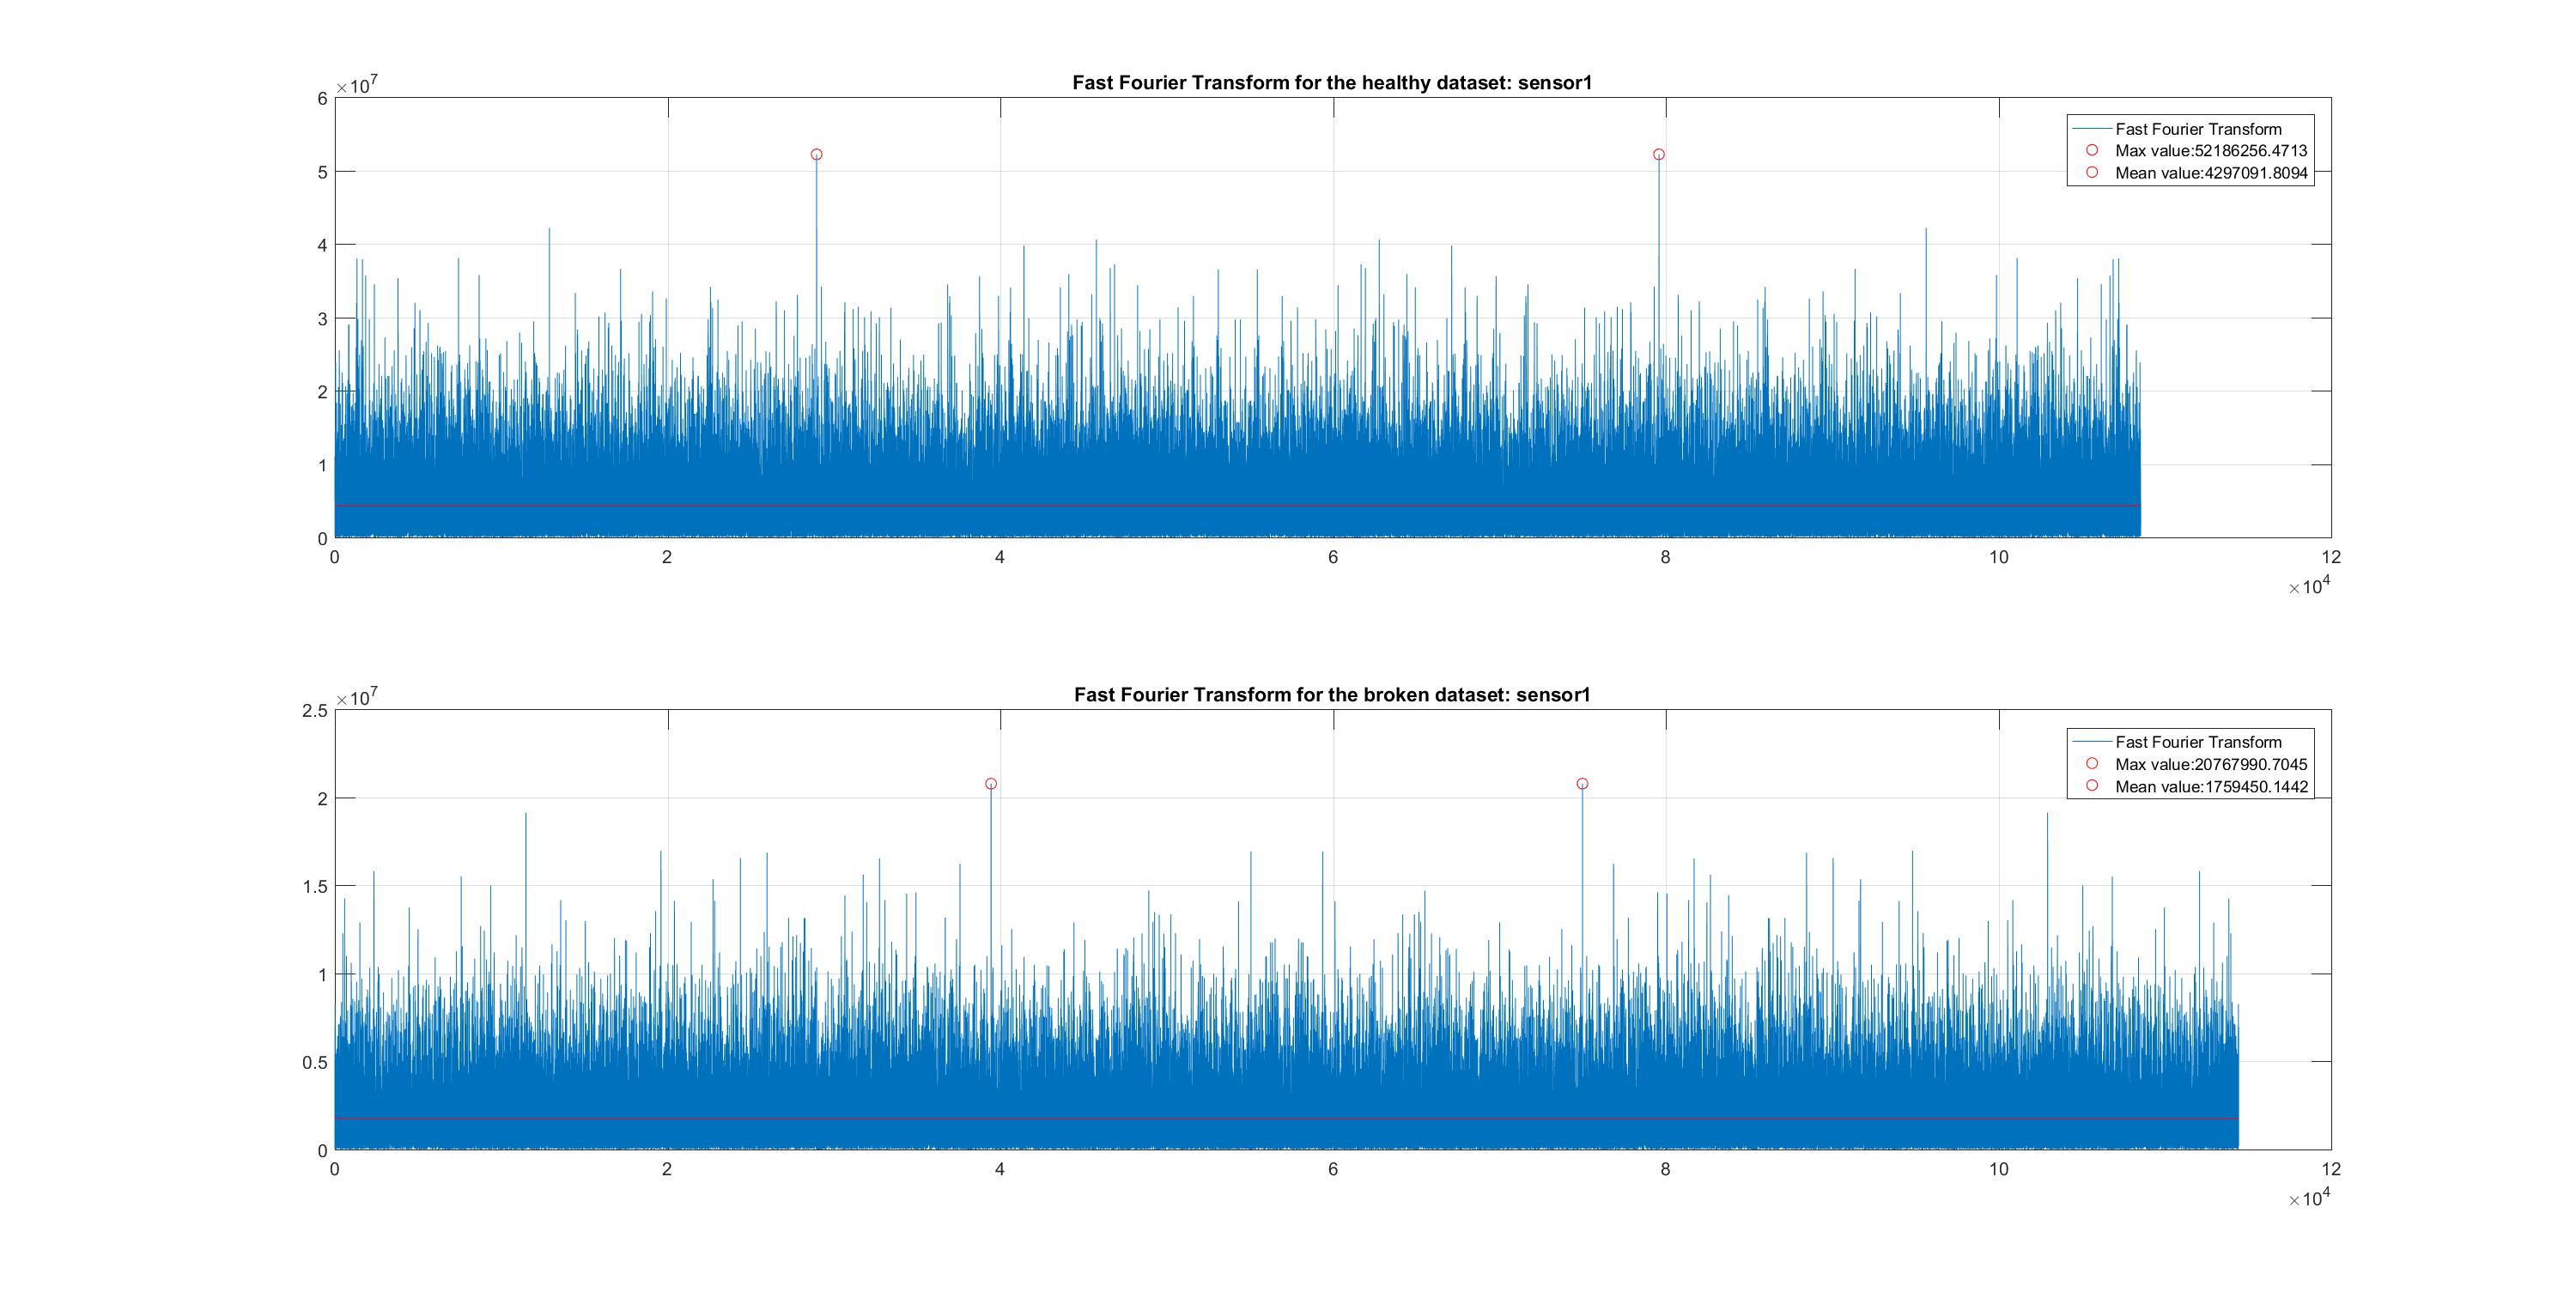 Fast Fourier Transform for the healthy dataset: sensor1
×10^7
6
5
4
3
2
1
0
0 2 4 6 8 10 12
×10^4
Fast Fourier Transform
Max value:52186256.4713
Mean value:4297091.8094
Fast Fourier Transform for the broken dataset: sensor1
×10^7
2.5
2
1.5
1
0.5
0
0 2 4 6 8 10 12
×10^4
Fast Fourier Transform
Max value:20767990.7045
Mean value:1759450.1442